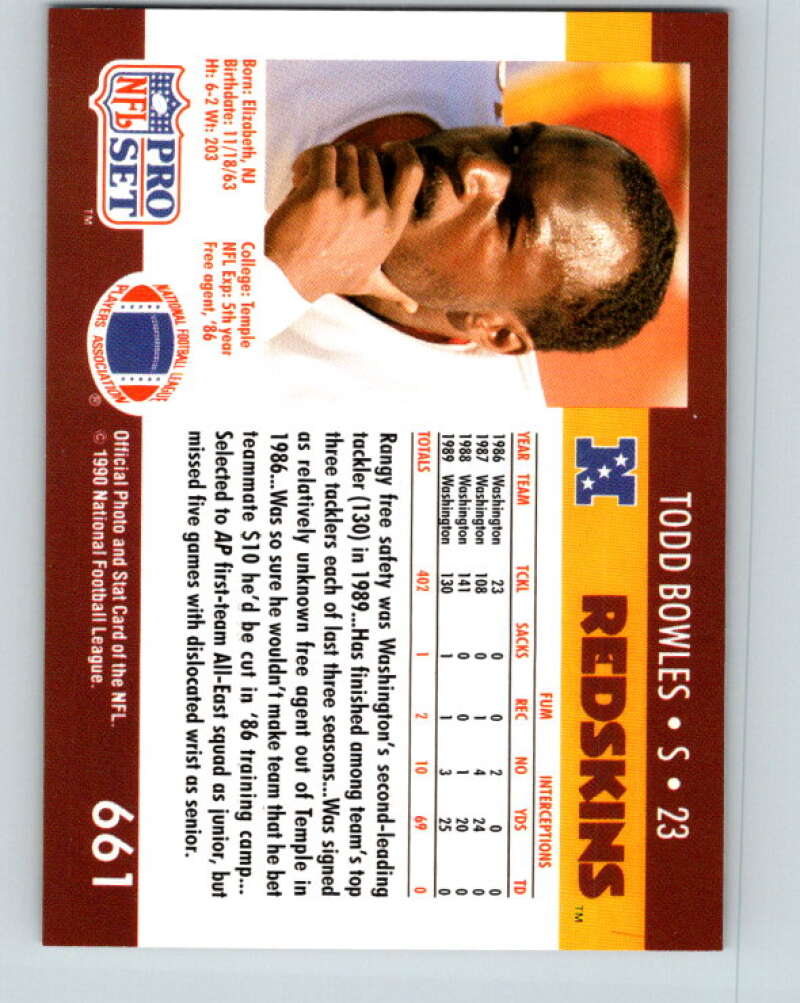 TODD BOWLES • S • 23
REDSKINS™
Born: Elizabeth, NJ
Birthdate: 11/18/63
Ht: 6-2 Wt: 203
College: Temple
NFL Exp: 5th year
Free agent, '86
FUM INTERCEPTIONS
YEAR TEAM TCKL SACKS REC NO YDS TD
1986 Washington 23 0 0 2 0 0
1987 Washington 108 0 1 4 24 0
1988 Washington 141 0 0 1 20 0
1989 Washington 130 1 1 3 25 0
TOTALS 402 1 2 10 69 0
Rangy free safety was Washington's second-leading
tackler (130) in 1989...Has finished among team's top
three tacklers each of last three seasons...Was signed
as relatively unknown free agent out of Temple in
1986...Was so sure he wouldn't make team that he bet
teammate $10 he'd be cut in '86 training camp...
Selected to AP first-team All-East squad as junior, but
missed five games with dislocated wrist as senior.
NFL PRO
SET
™
NATIONAL FOOTBALL LEAGUE
PLAYERS ASSOCIATION
®
Official Photo and Stat Card of the NFL.
© 1990 National Football League.
661